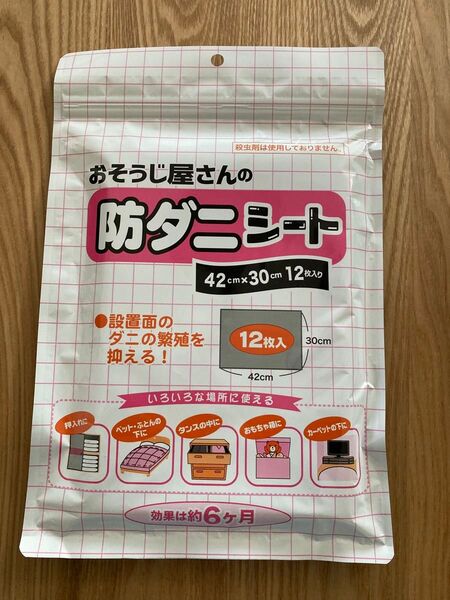 殺虫剤は使用しておりません。
おそうじ屋さんの
防ダニシート
42cm×30cm 12枚入り
●設置面の
ダニの繁殖を
抑える！
12枚入
30cm
42cm
いろいろな場所に使える
押入れに
ベット・ふとんの
下に
タンスの中に
おもちゃ箱に
カーペットの下に
効果は約6ヶ月